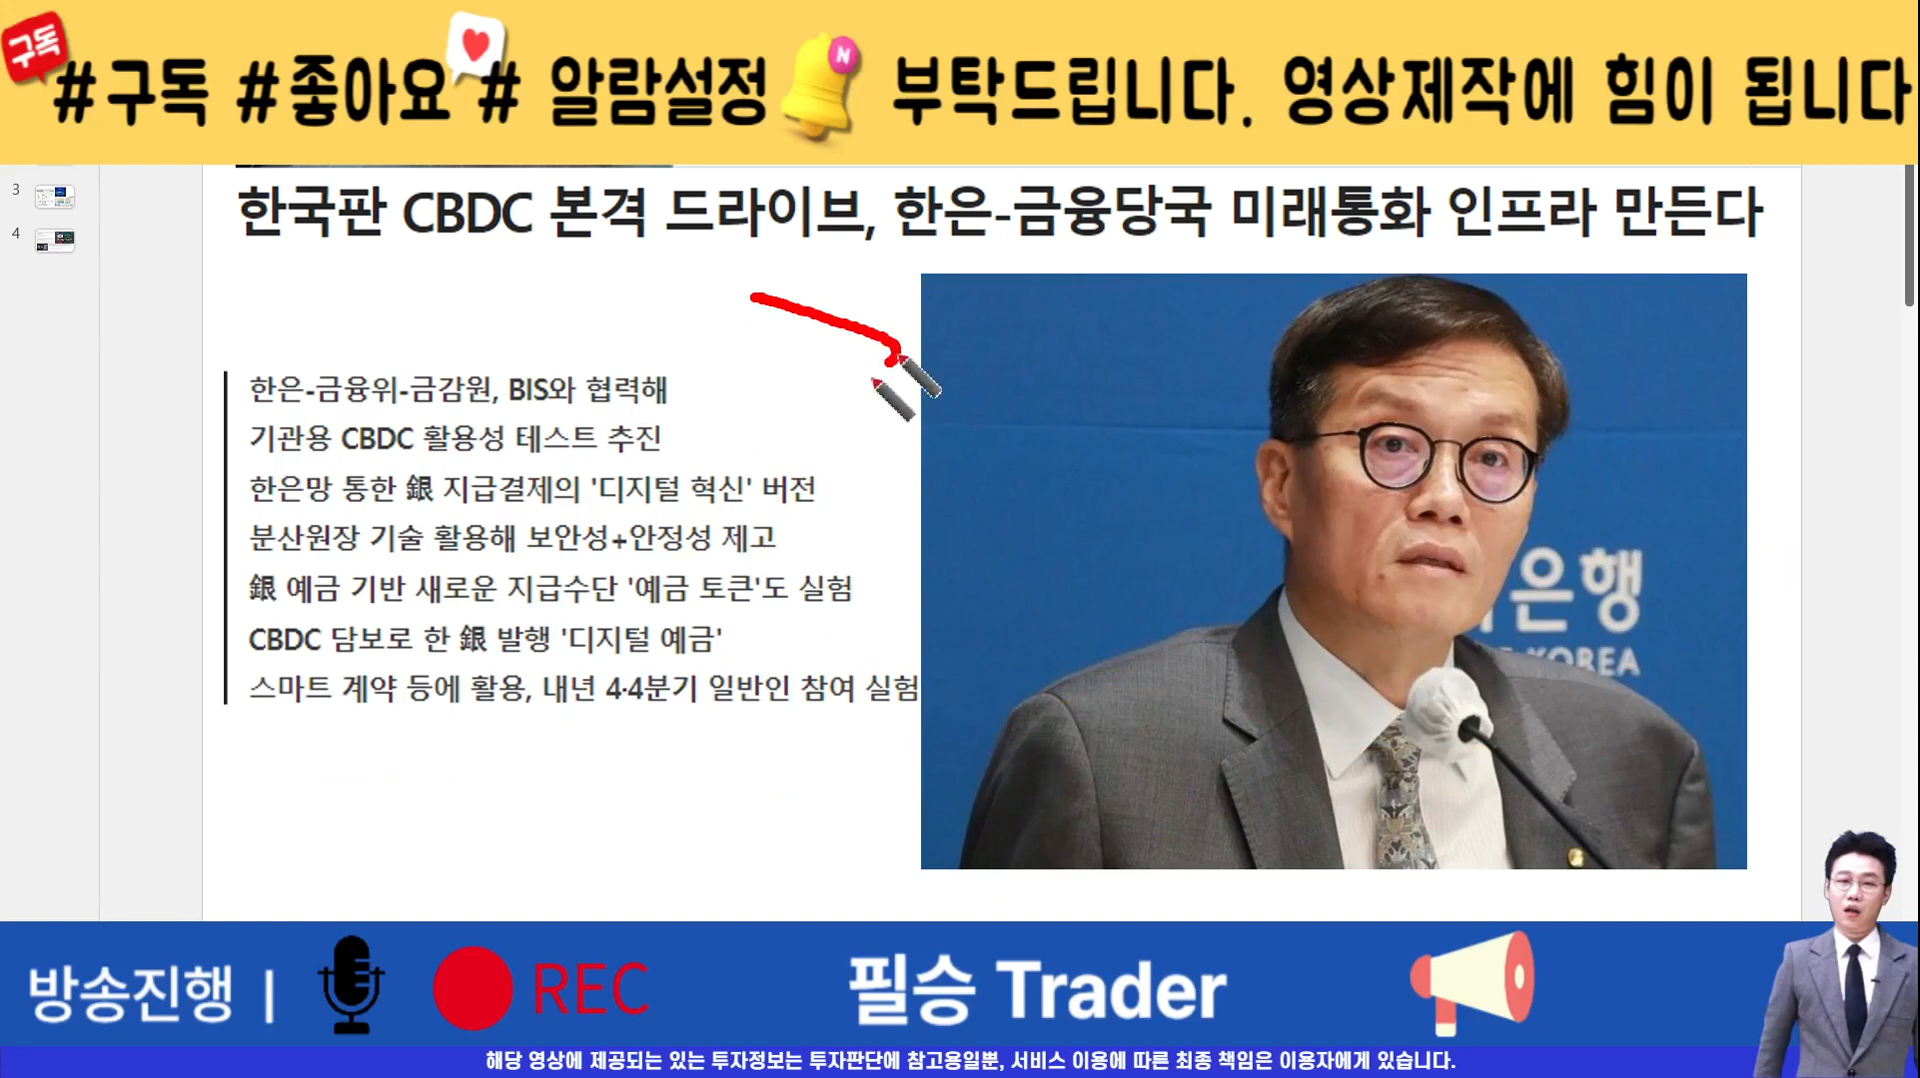 구독
#구독 #좋아요 # 알람설정 N 부탁드립니다. 영상제작에 힘이 됩니다
3
4
한국판 CBDC 본격 드라이브, 한은-금융당국 미래통화 인프라 만든다
한은-금융위-금감원, BIS와 협력해
기관용 CBDC 활용성 테스트 추진
한은망 통한 銀 지급결제의 '디지털 혁신' 버전
분산원장 기술 활용해 보안성+안정성 제고
銀 예금 기반 새로운 지급수단 '예금 토큰'도 실험
CBDC 담보로 한 銀 발행 '디지털 예금'
스마트 계약 등에 활용, 내년 4·4분기 일반인 참여 실험
은행
KOREA
방송진행 | REC 필승 Trader
해당 영상에 제공되는 있는 투자정보는 투자판단에 참고용일뿐, 서비스 이용에 따른 최종 책임은 이용자에게 있습니다.